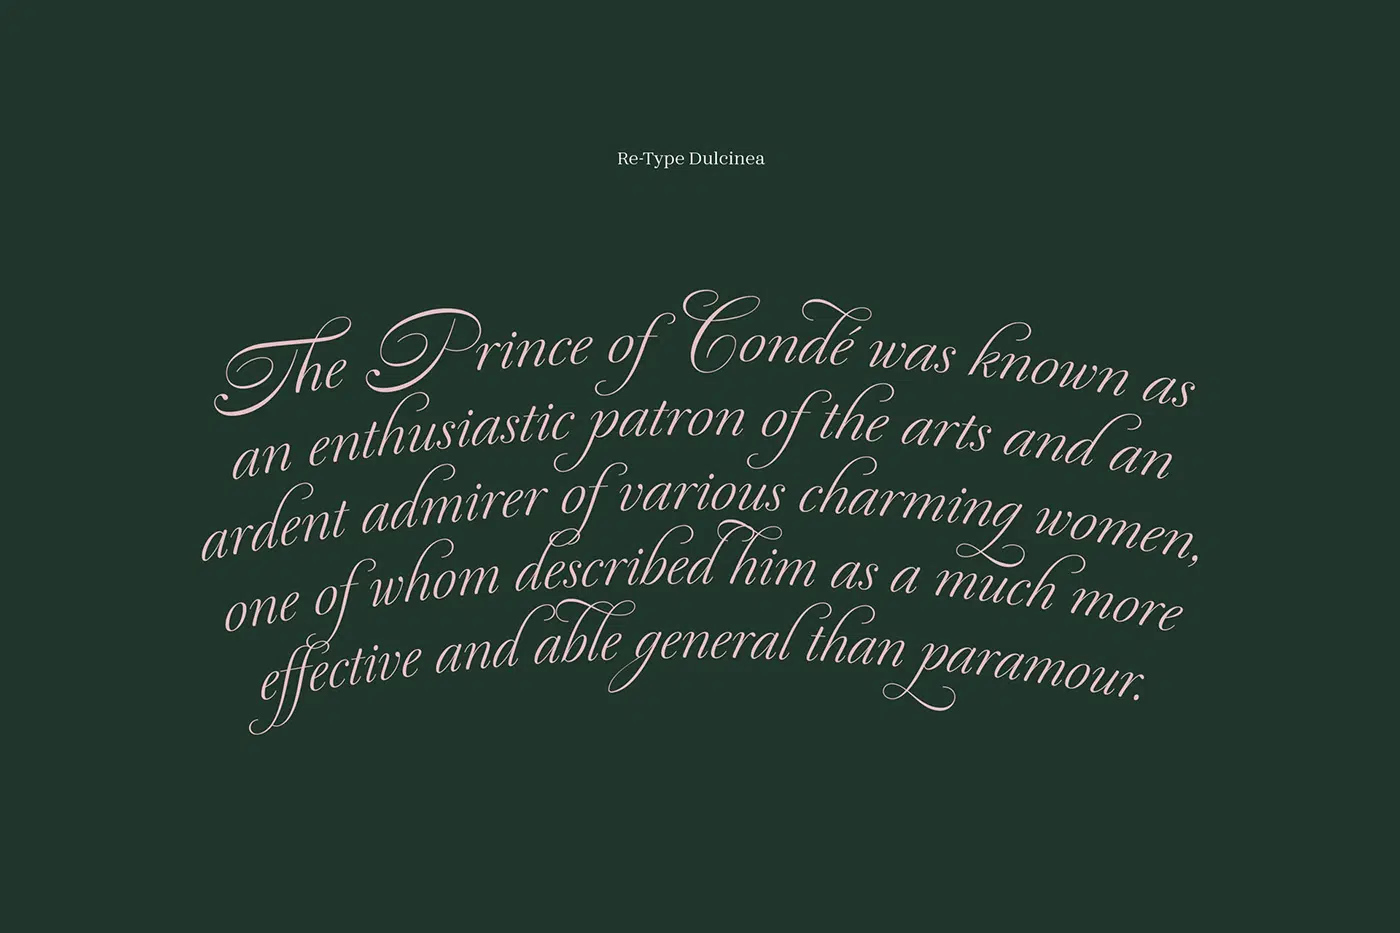 Re-Type Dulcinea
The Prince of Condé was known as
an enthusiastic patron of the arts and an
ardent admirer of various charming women,
one of whom described him as a much more
effective and able general than paramour.